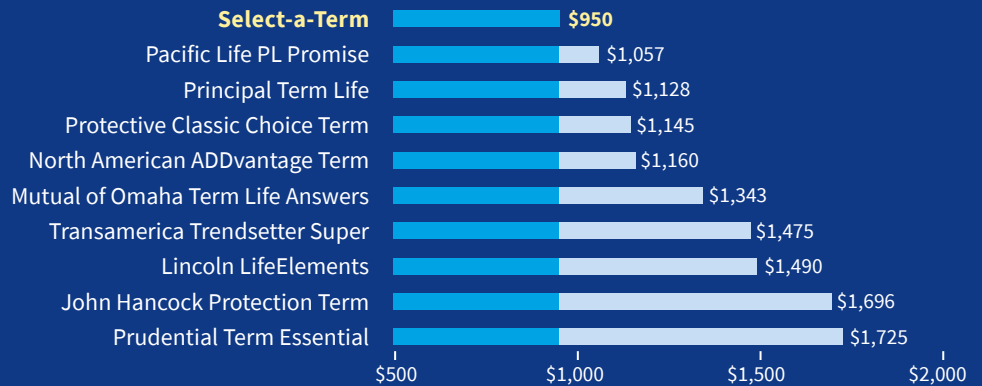 Select-a-Term $950
Pacific Life PL Promise $1,057
Principal Term Life $1,128
Protective Classic Choice Term $1,145
North American ADDvantage Term $1,160
Mutual of Omaha Term Life Answers $1,343
Transamerica Trendsetter Super $1,475
Lincoln LifeElements $1,490
John Hancock Protection Term $1,696
Prudential Term Essential $1,725
$500 $1,000 $1,500 $2,000